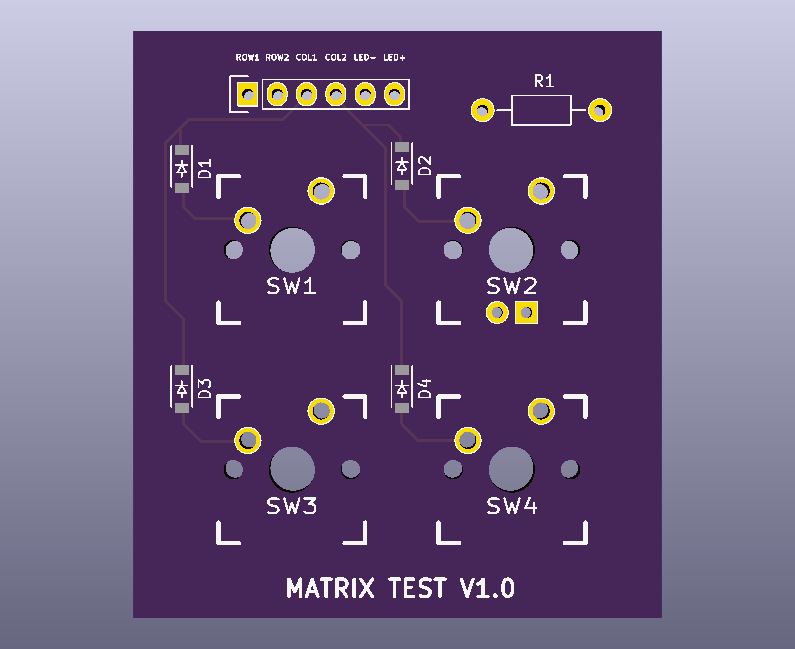 ROW1 ROW2 COL1 COL2 LED- LED+
R1
D1
D2
SW1
SW2
D3
D4
SW3
SW4
MATRIX TEST V1.0